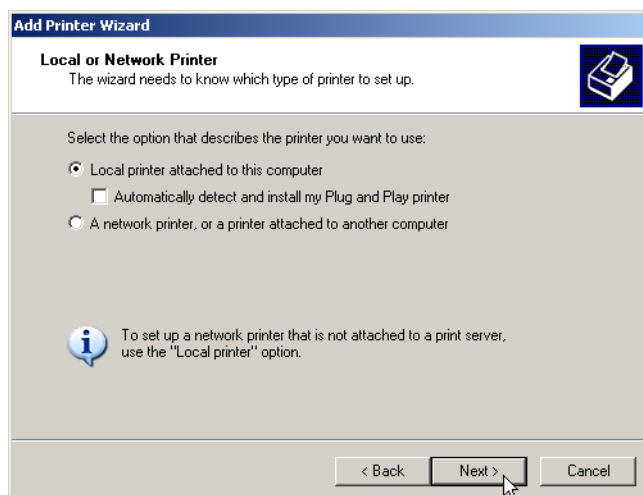 Add Printer Wizard
Local or Network Printer
The wizard needs to know which type of printer to set up.
Select the option that describes the printer you want to use:
Local printer attached to this computer
Automatically detect and install my Plug and Play printer
A network printer, or a printer attached to another computer
To set up a network printer that is not attached to a print server,
use the "Local printer" option.
< Back
Next >
Cancel